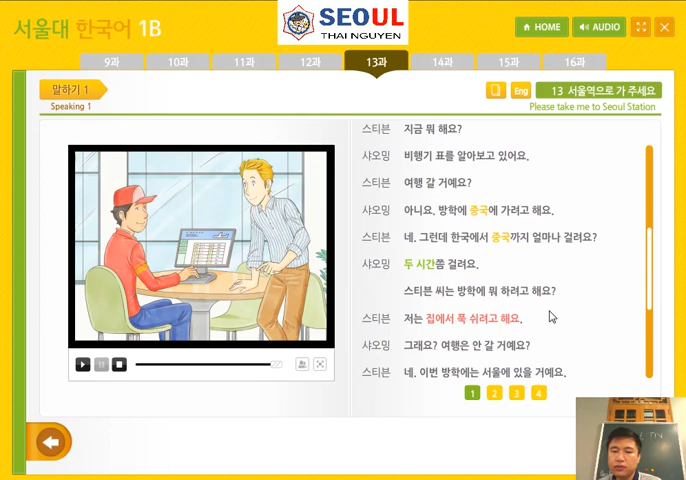 서울대 한국어 1B
SEOUL
THAI NGUYEN
HOME
AUDIO
9과
10과
11과
12과
13과
14과
15과
16과
말하기 1
Speaking 1
Eng
13 서울역으로 가 주세요
Please take me to Seoul Station
스티븐 지금 뭐 해요?
샤오밍 비행기 표를 알아보고 있어요.
스티븐 여행 갈 거예요?
샤오밍 아니요. 방학에 중국에 가려고 해요.
스티븐 네. 그런데 한국에서 중국까지 얼마나 걸려요?
샤오밍 두 시간쯤 걸려요.
스티븐 씨는 방학에 뭐 하려고 해요?
스티븐 저는 집에서 푹 쉬려고 해요.
샤오밍 그래요? 여행은 안 갈 거예요?
스티븐 네. 이번 방학에는 서울에 있을 거예요.
1
2
3
4